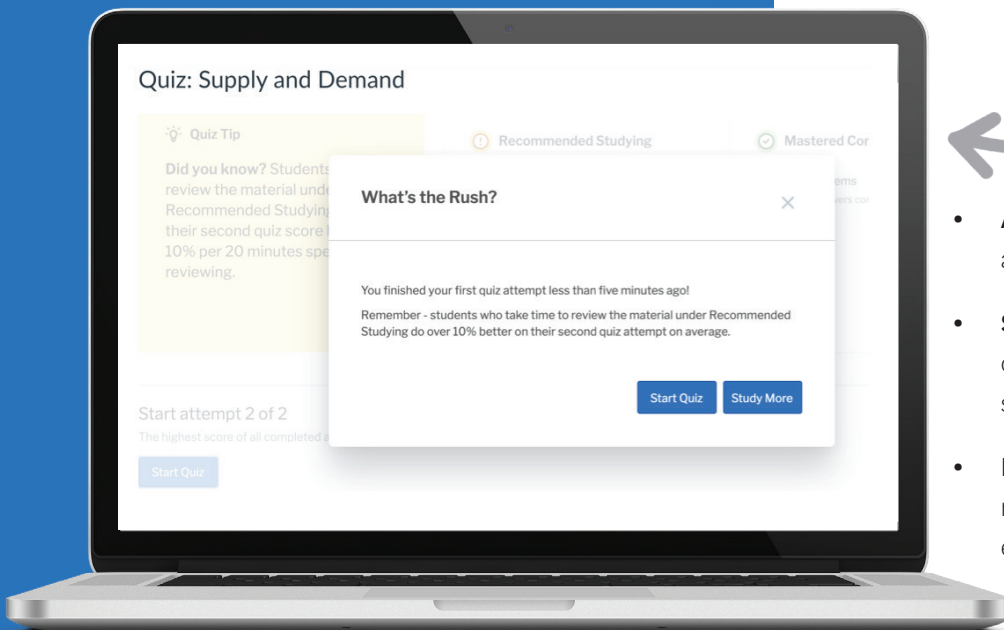 Quiz: Supply and Demand
Quiz Tip
Did you know? Students
review the material
Recommended Studying
their second quiz score
10% per 20 minutes
reviewing.
Recommended Studying
Mastered
What's the Rush?
You finished your first quiz attempt less than five minutes ago!
Remember - students who take time to review the material under Recommended
Studying do over 10% better on their second quiz attempt on average.
Start Quiz
Study More
Start attempt 2 of 2
The highest score of all completed
Start Quiz